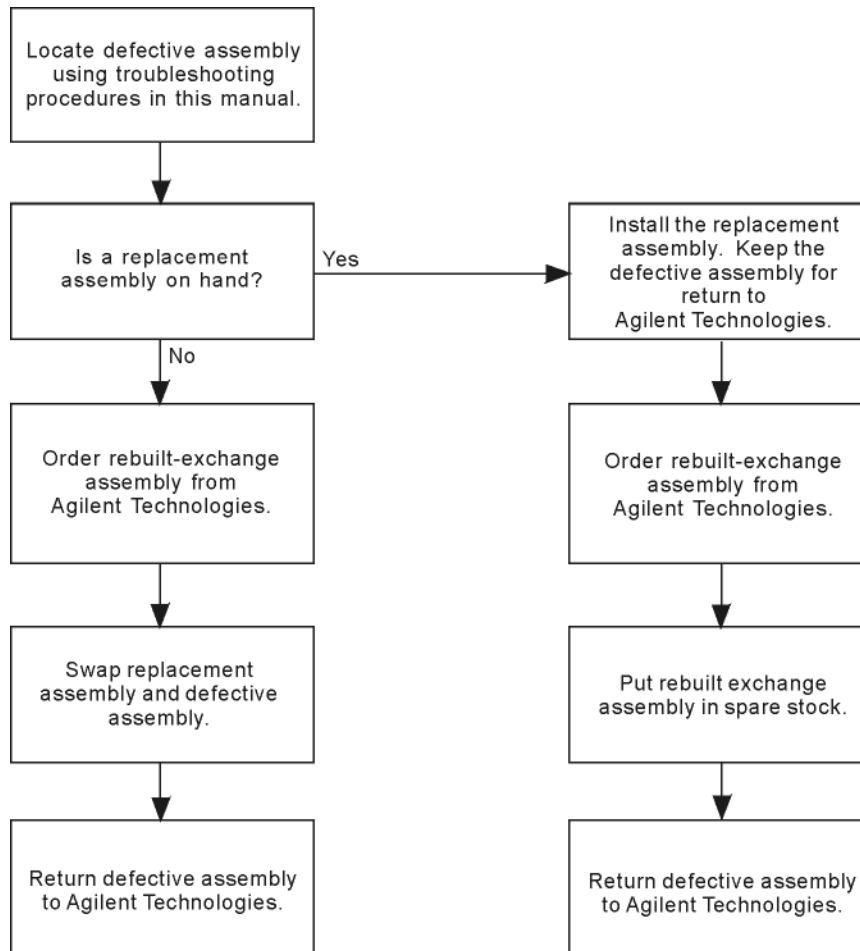 Locate defective assembly
using troubleshooting
procedures in this manual.
Is a replacement
assembly on hand?
Yes
No
Install the replacement
assembly. Keep the
defective assembly for
return to
Agilent Technologies.
Order rebuilt-exchange
assembly from
Agilent Technologies.
Order rebuilt-exchange
assembly from
Agilent Technologies.
Swap replacement
assembly and defective
assembly.
Put rebuilt exchange
assembly in spare stock.
Return defective assembly
to Agilent Technologies.
Return defective assembly
to Agilent Technologies.